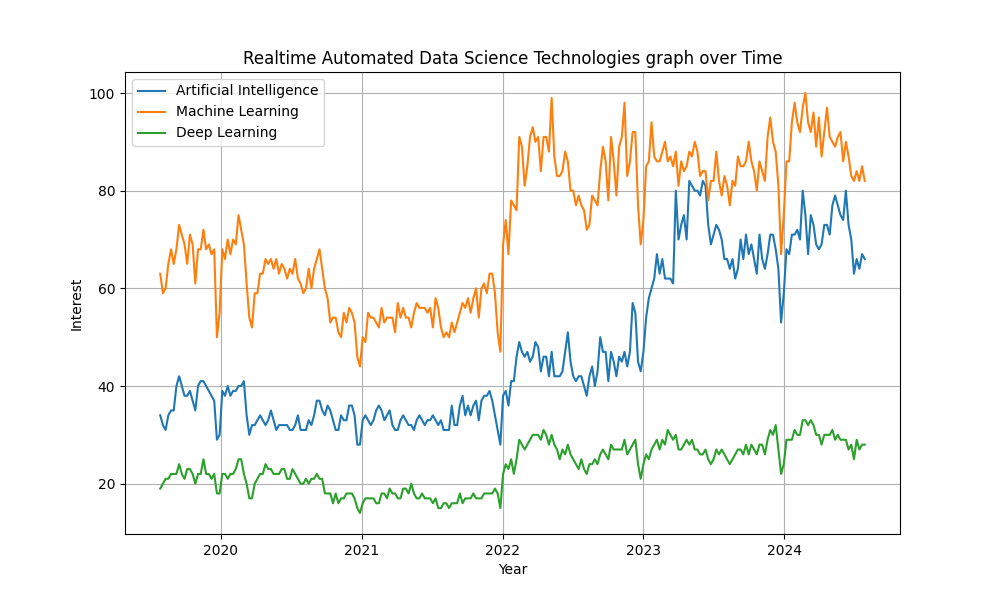 Realtime Automated Data Science Technologies graph over Time
Artificial Intelligence
Machine Learning
Deep Learning
100
80
60
40
20
Interest
2020 2021 2022 2023 2024
Year